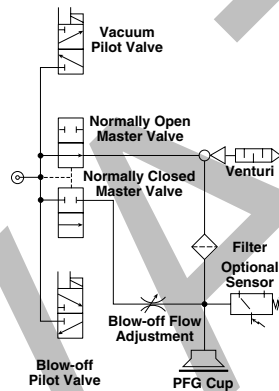 Vacuum
Pilot Valve
Normally Open
Master Valve
Venturi
Normally Closed
Master Valve
Filter
Optional
Sensor
Blow-off Flow
Adjustment
Blow-off
Pilot Valve
PFG Cup